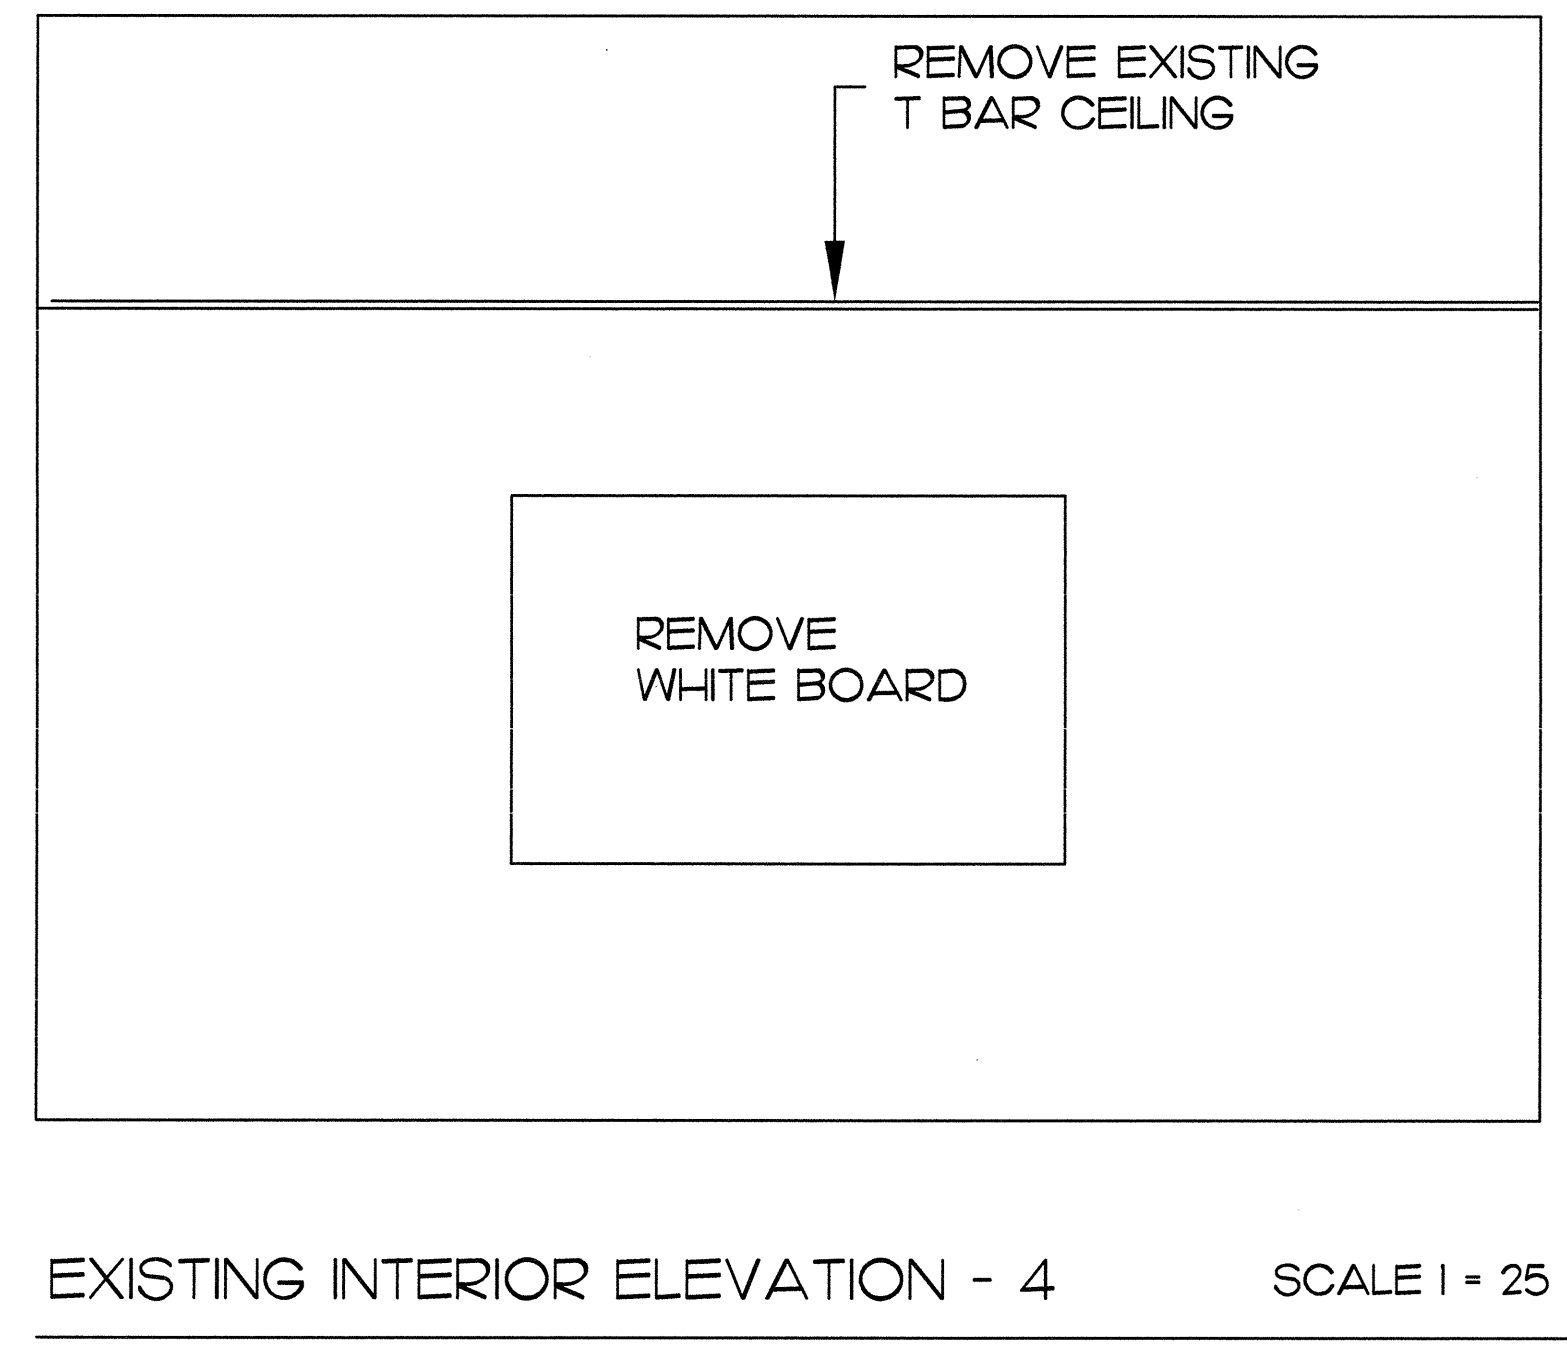 REMOVE EXISTING
T BAR CEILING
REMOVE
WHITE BOARD
EXISTING INTERIOR ELEVATION - 4
SCALE 1 = 25